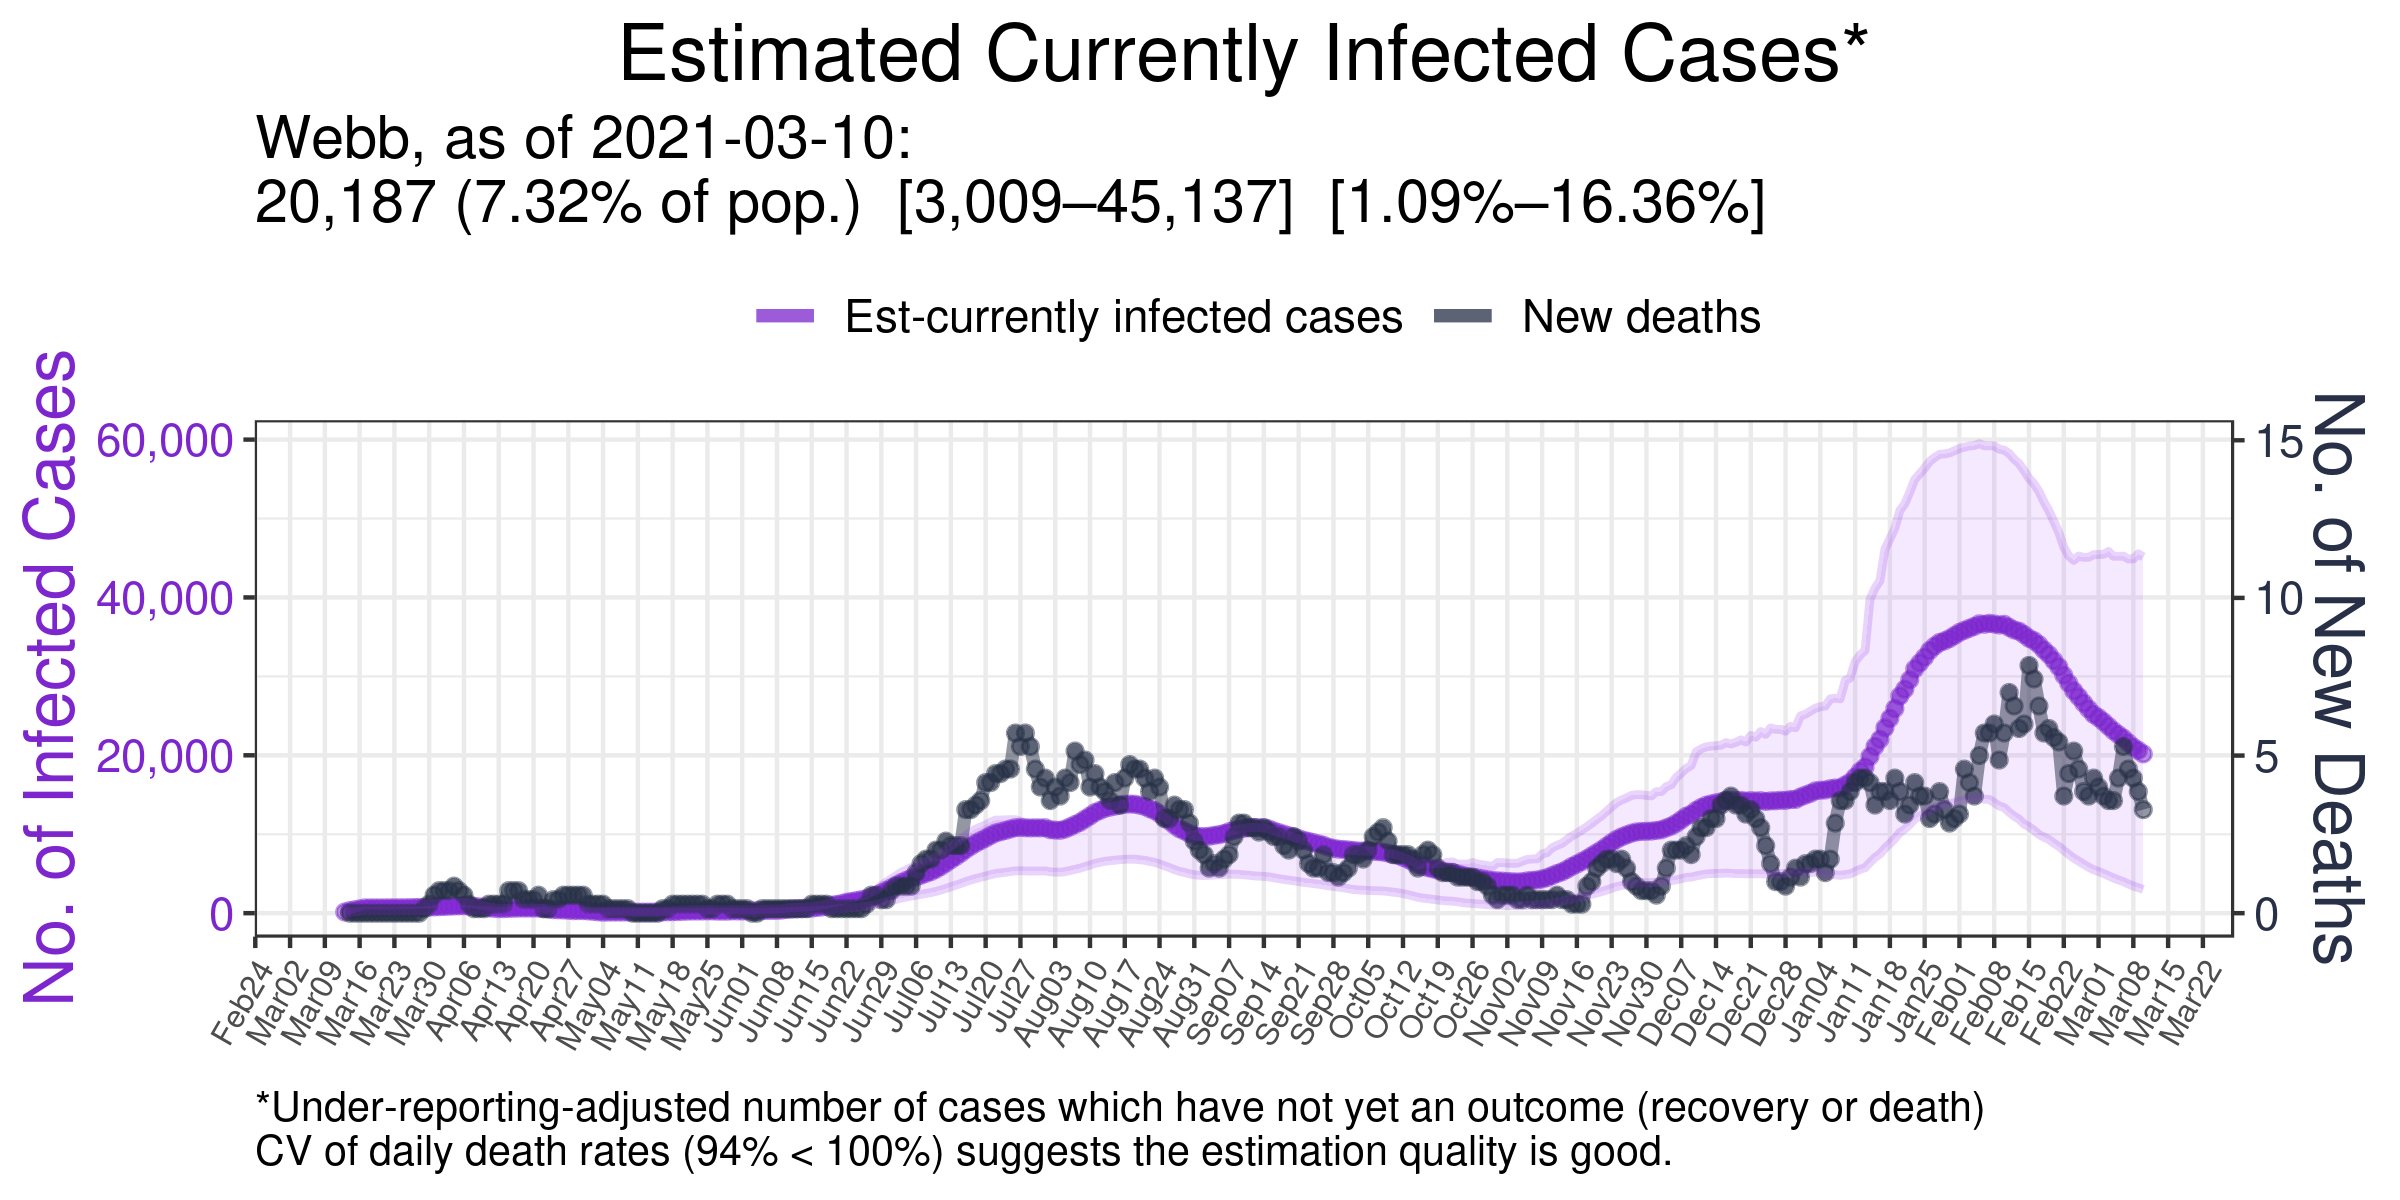 Estimated Currently Infected Cases*
Webb, as of 2021-03-10:
20,187 (7.32% of pop.) [3,009–45,137] [1.09%–16.36%]
Est-currently infected cases New deaths
No. of Infected Cases
60,000
40,000
20,000
0
15
10
5
0
No. of New Deaths
Feb24 Mar02 Mar09 Mar16 Mar23 Mar30 Apr06 Apr13 Apr20 Apr27 May04 May11 May18 May25 Jun01 Jun08 Jun15 Jun22 Jun29 Jul06 Jul13 Jul20 Jul27 Aug03 Aug10 Aug17 Aug24 Aug31 Sep07 Sep14 Sep21 Sep28 Oct05 Oct12 Oct19 Oct26 Nov02 Nov09 Nov16 Nov23 Nov30 Dec07 Dec14 Dec21 Dec28 Jan04 Jan11 Jan18 Jan25 Feb01 Feb08 Feb15 Feb22 Mar01 Mar08 Mar15 Mar22
*Under-reporting-adjusted number of cases which have not yet an outcome (recovery or death)
CV of daily death rates (94% < 100%) suggests the estimation quality is good.